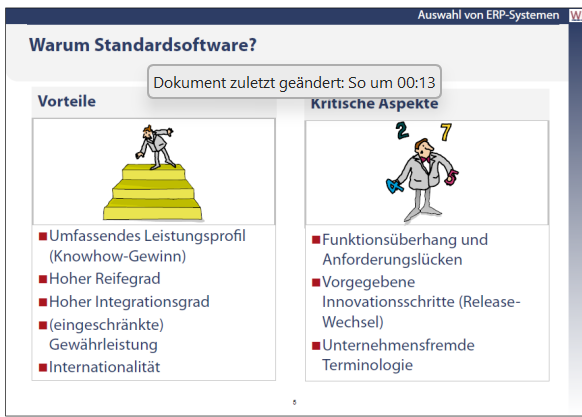 Auswahl von ERP-Systemen
Warum Standardsoftware?
Dokument zuletzt geändert: So um 00:13
Vorteile
Umfassendes Leistungsprofil
(Knowhow-Gewinn)
Hoher Reifegrad
Hoher Integrationsgrad
(eingeschränkte)
Gewährleistung
Internationalität
Kritische Aspekte
2 7
5
Funktionsüberhang und
Anforderungslücken
Vorgegebene
Innovationsschritte (Release-
Wechsel)
Unternehmensfremde
Terminologie